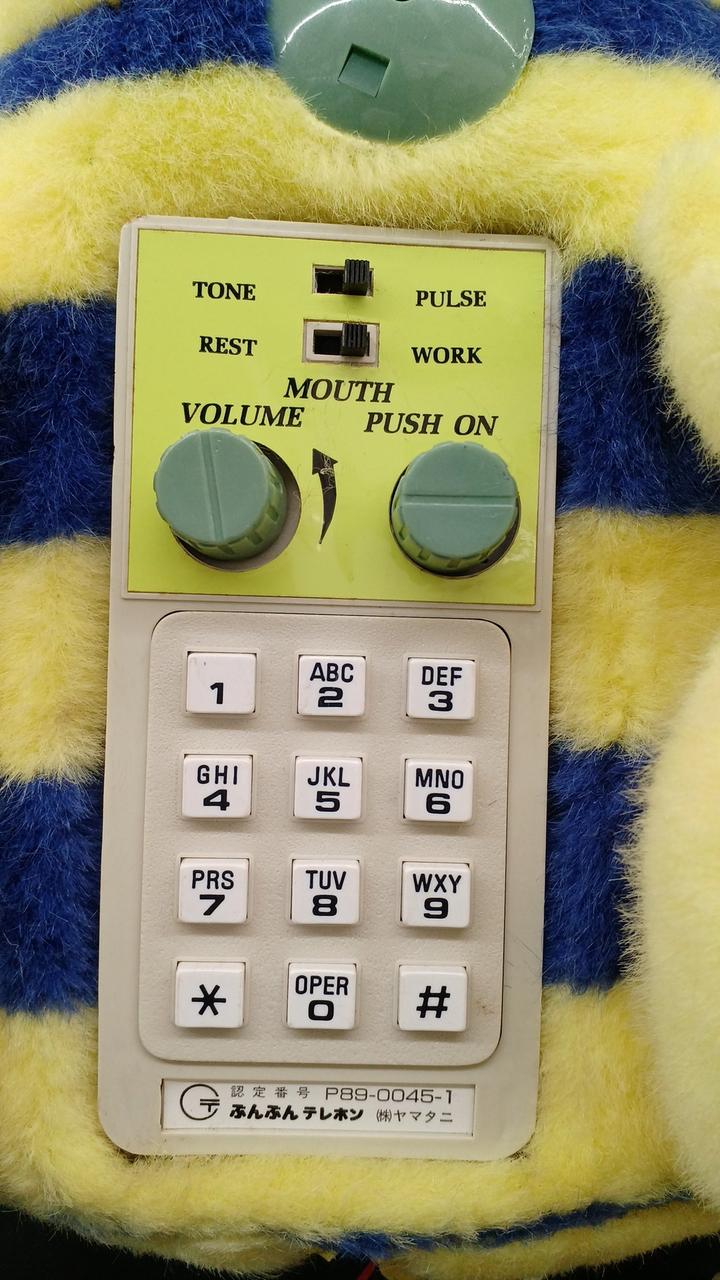 TONE PULSE
REST WORK
MOUTH
VOLUME PUSH ON
1
ABC
2
DEF
3
GHI
4
JKL
5
MNO
6
PRS
7
TUV
8
WXY
9
*
OPER
0
#
認定番号 P89-0045-1
ぶんぶんテレホン ㈱ヤマタニ